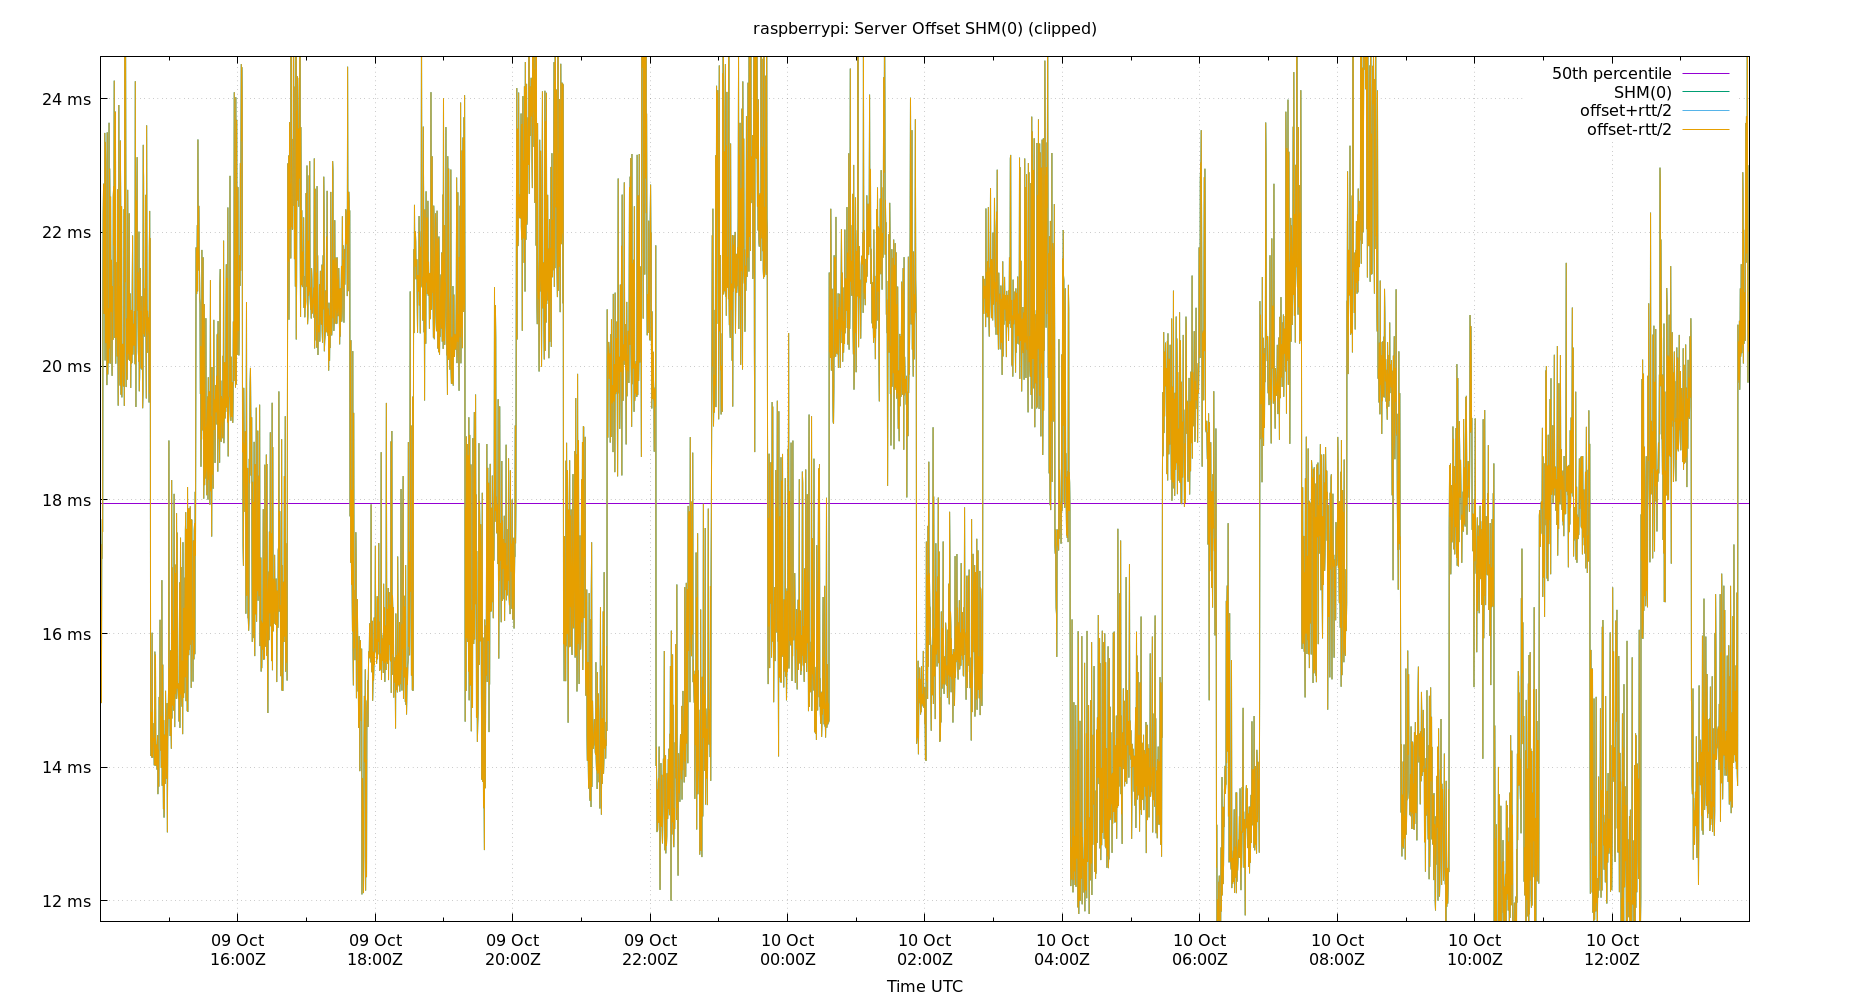 raspberrypi: Server Offset SHM(0) (clipped)
50th percentile
SHM(0)
offset+rtt/2
offset-rtt/2
24 ms
22 ms
20 ms
18 ms
16 ms
14 ms
12 ms
09 Oct 09 Oct 09 Oct 09 Oct 10 Oct 10 Oct 10 Oct 10 Oct 10 Oct 10 Oct 10 Oct
16:00Z 18:00Z 20:00Z 22:00Z 00:00Z 02:00Z 04:00Z 06:00Z 08:00Z 10:00Z 12:00Z
Time UTC